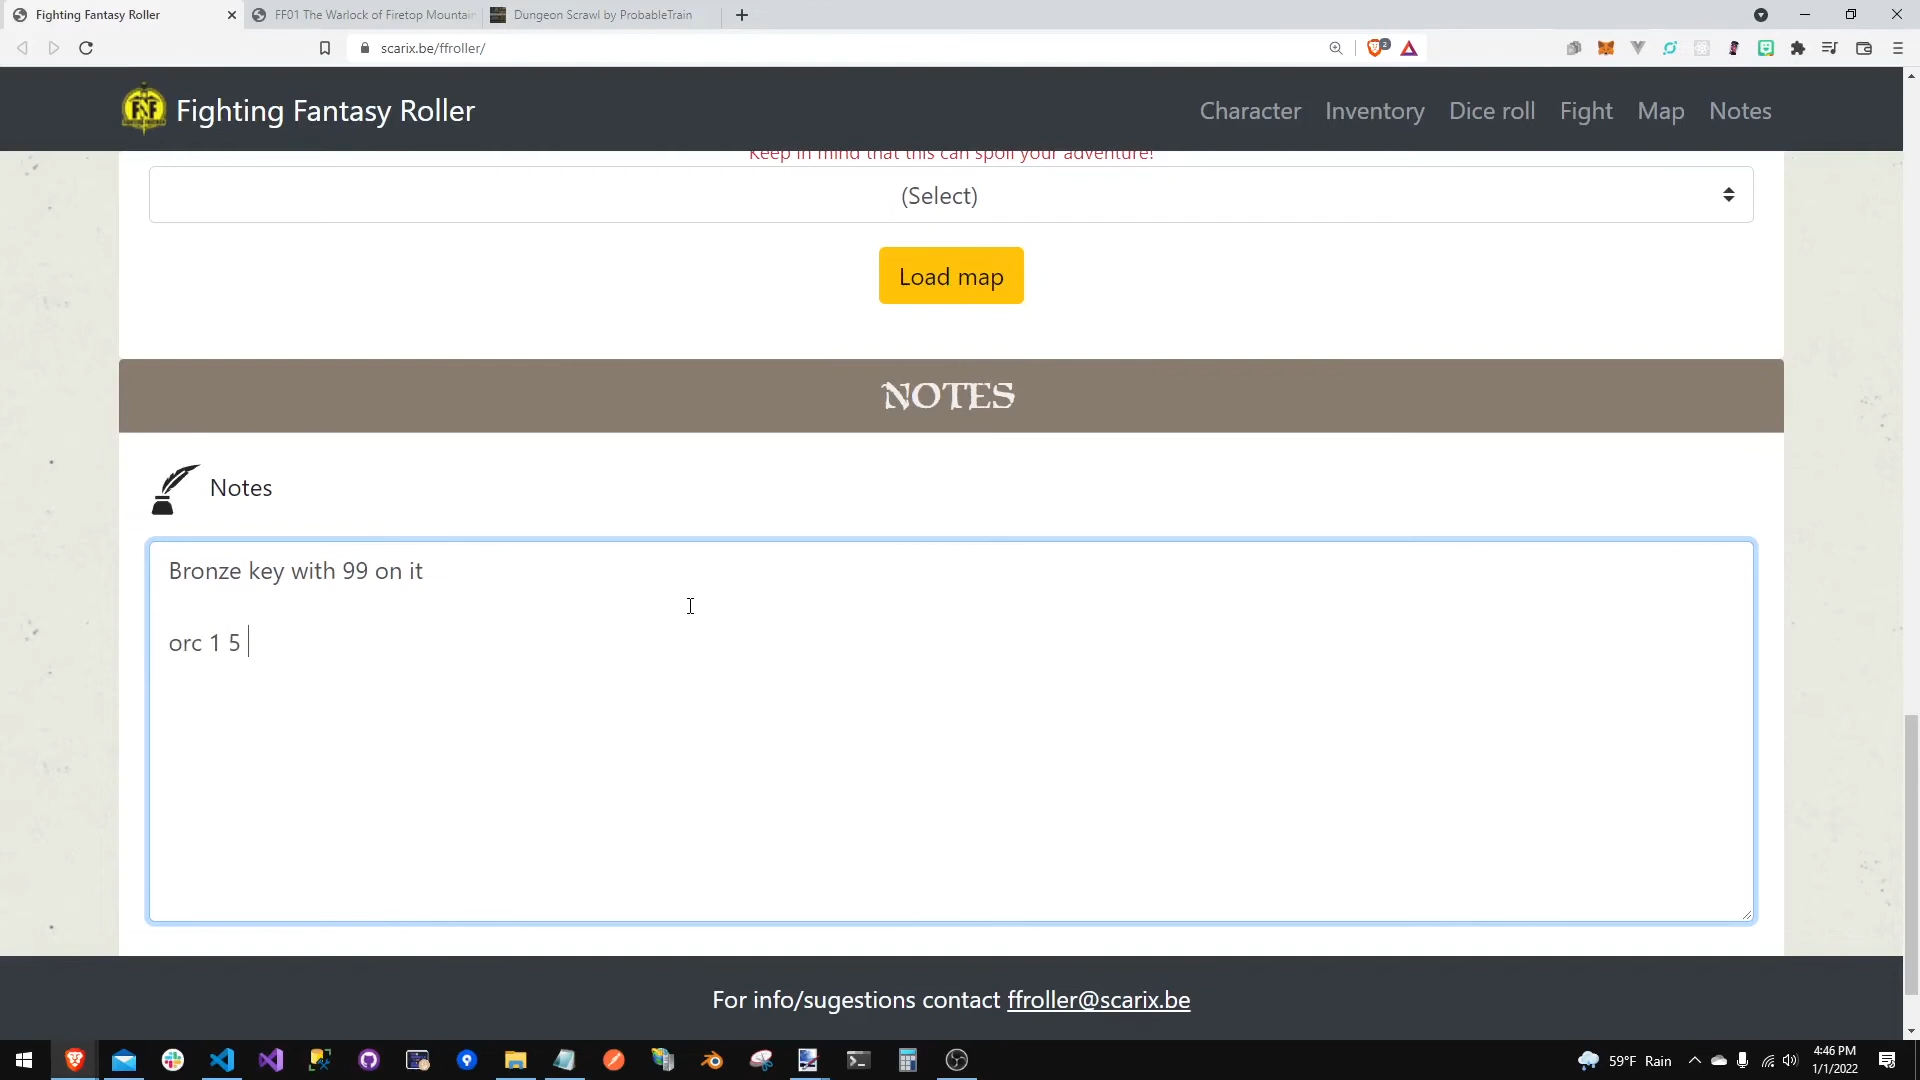 Fighting Fantasy Roller
FF01 The Warlock of Firetop Mountain
Dungeon Scrawl by ProbableTrain
scarix.be/ffroller/
2
Fighting Fantasy Roller
Character
Inventory
Dice roll
Fight
Map
Notes
Keep in mind that this can spoil your adventure!
(Select)
Load map
NOTES
Notes
Bronze key with 99 on it
orc 1 5
For info/sugestions contact ffroller@scarix.be
59°F Rain
4:46 PM
1/1/2022